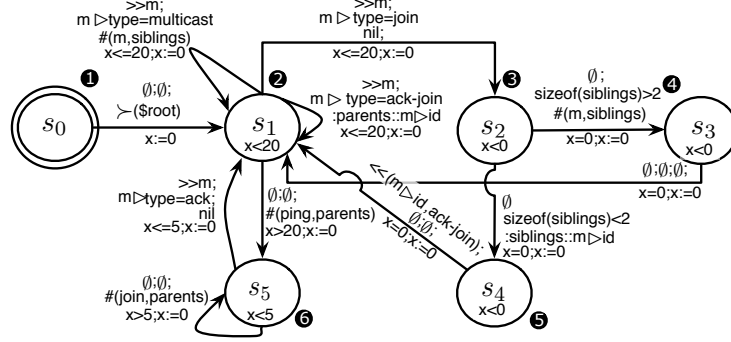 >>m;
m ▷type=multicast
#(m,siblings)
x<=20;x:=0
>>m;
m ▷type=join
nil;
x<=20;x:=0
❶
❷
❸
❹
∅;∅;
≻($root)
x:=0
>>m;
m ▷type=ack-join
:parents::m▷id
x<=20;x:=0
∅;
sizeof(siblings)>2
#(m,siblings)
x=0;x:=0
s0
s1
x<20
s2
x<0
s3
x<0
>>m;
m▷type=ack;
nil
x<=5;x:=0
∅;∅;
#(ping,parents)
x>20;x:=0
<<(m▷id,ack-join);
∅;∅;
x=0;x:=0
∅;∅;∅;
x=0;x:=0
∅
sizeof(siblings)<2
:siblings::m▷id
x=0;x:=0
∅;∅;
#(join,parents)
x>5;x:=0
s5
x<5
s4
x<0
❻
❺